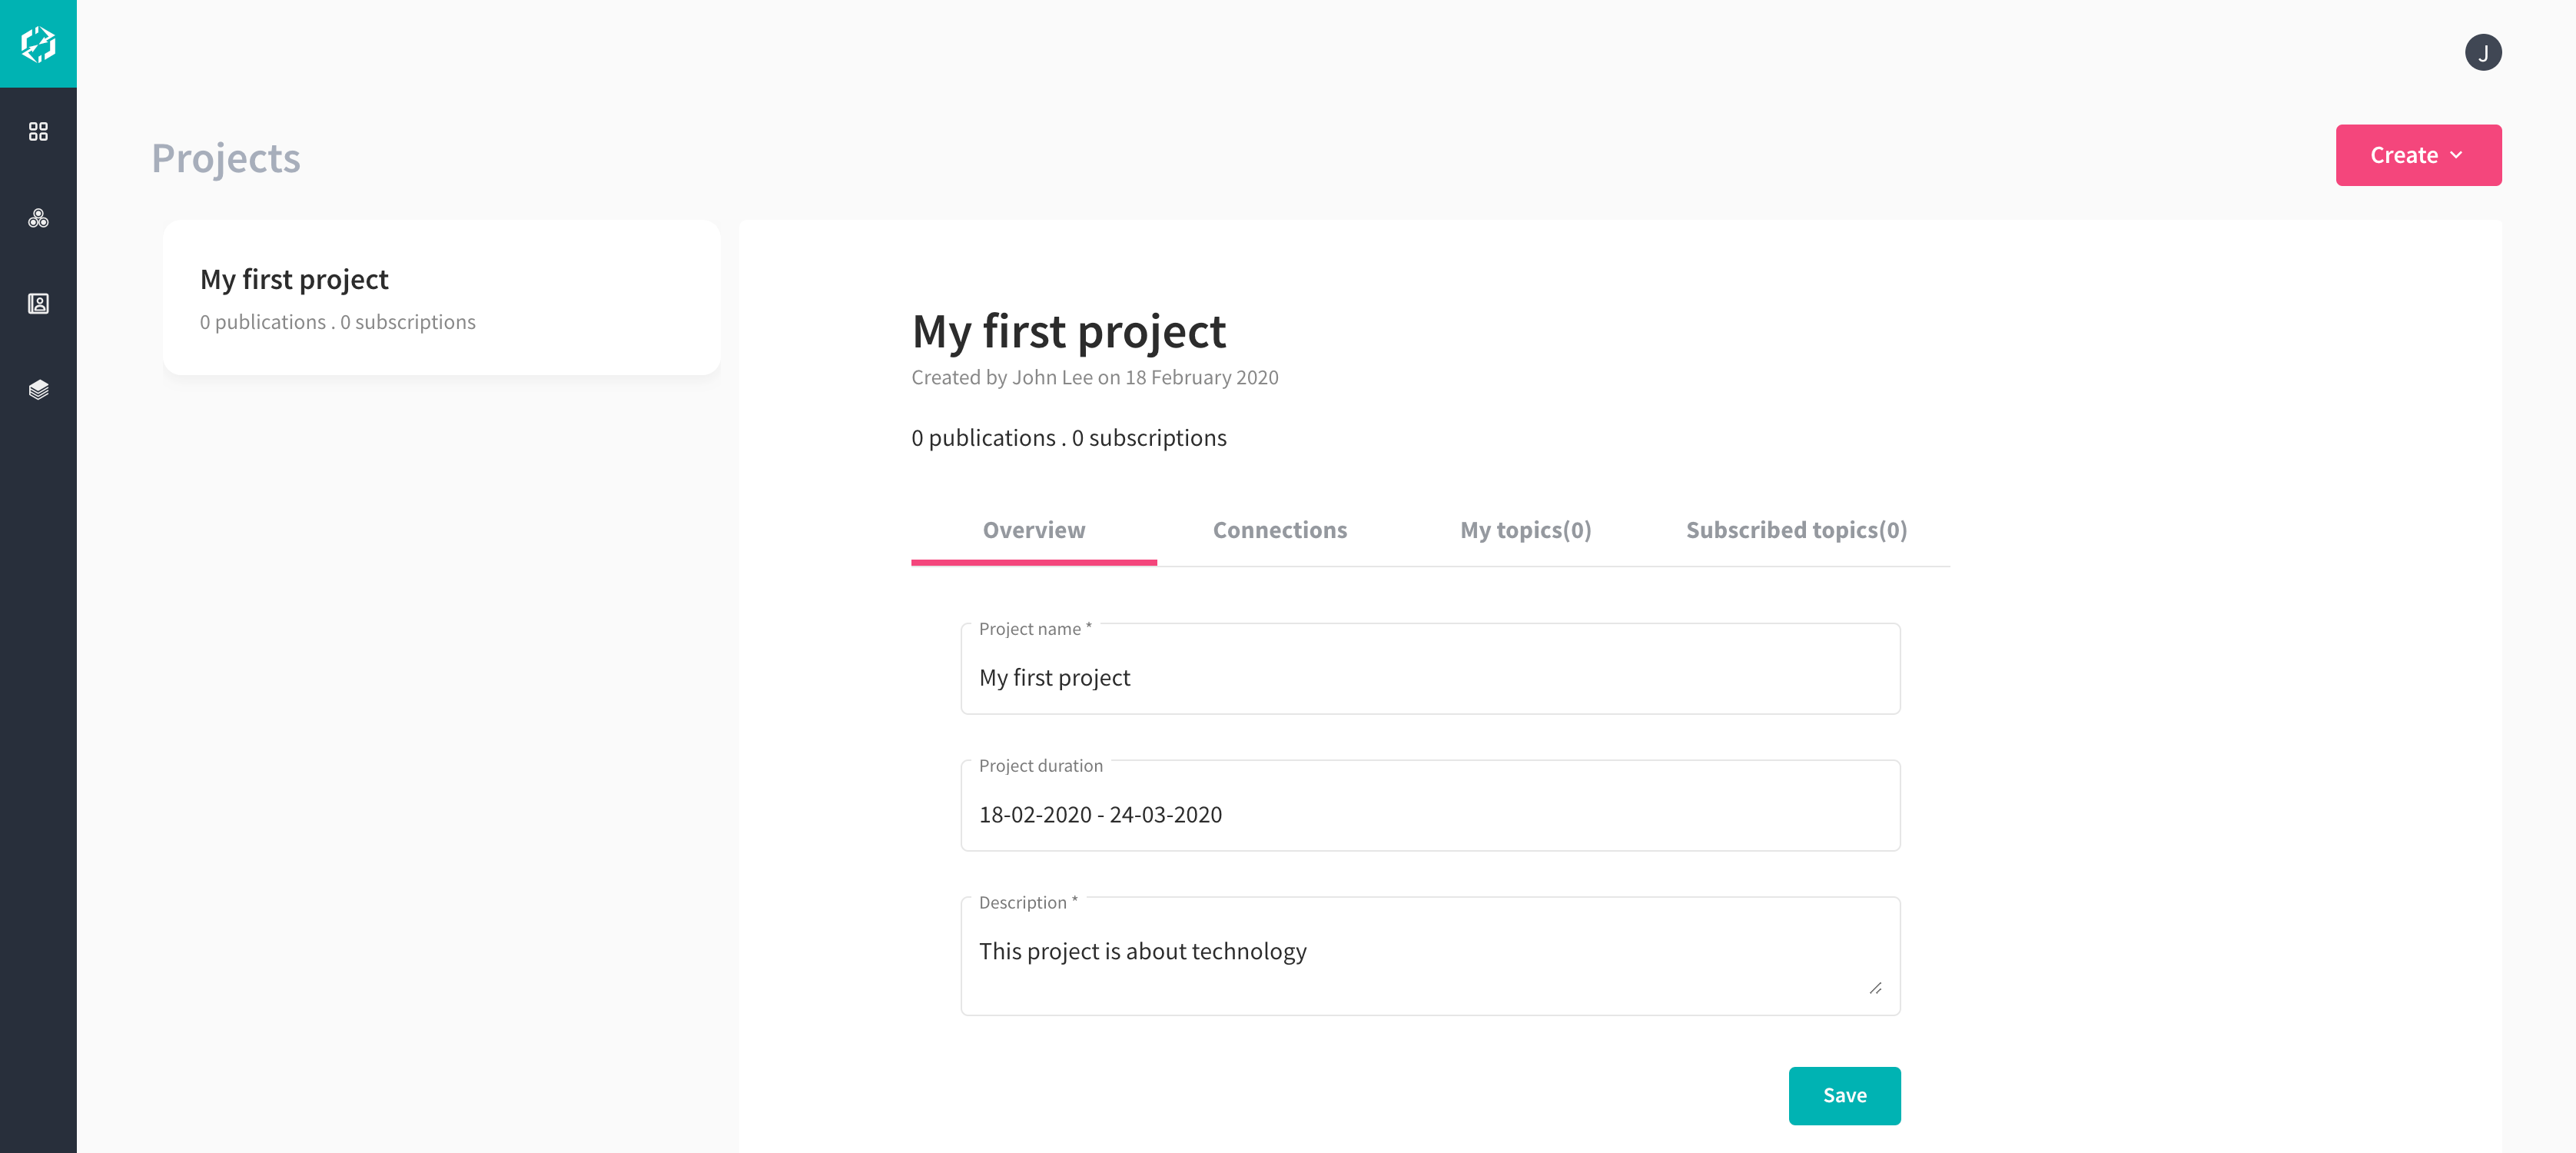 J
Projects
Create
My first project
0 publications . 0 subscriptions
My first project
Created by John Lee on 18 February 2020
0 publications . 0 subscriptions
Overview
Connections
My topics(0)
Subscribed topics(0)
Project name *
My first project
Project duration
18-02-2020 - 24-03-2020
Description *
This project is about technology
Save